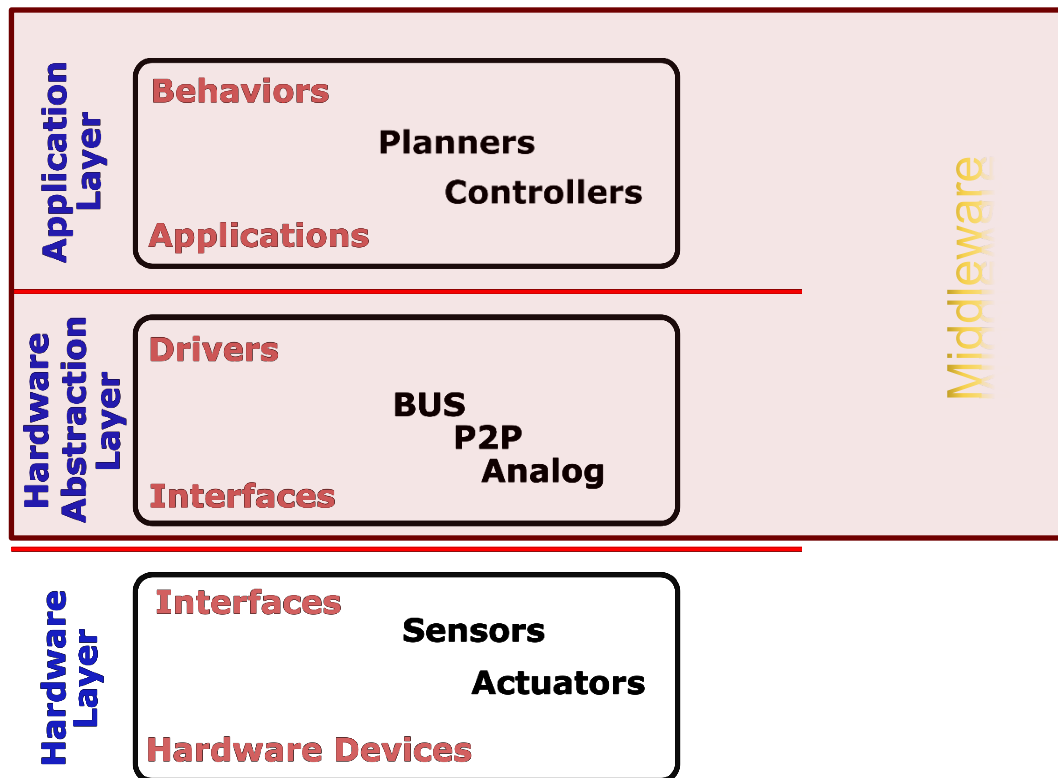 Application
Layer
Behaviors
Planners
Controllers
Applications
Middleware
Hardware
Abstraction
Layer
Drivers
BUS
P2P
Analog
Interfaces
Hardware
Layer
Interfaces
Sensors
Actuators
Hardware Devices